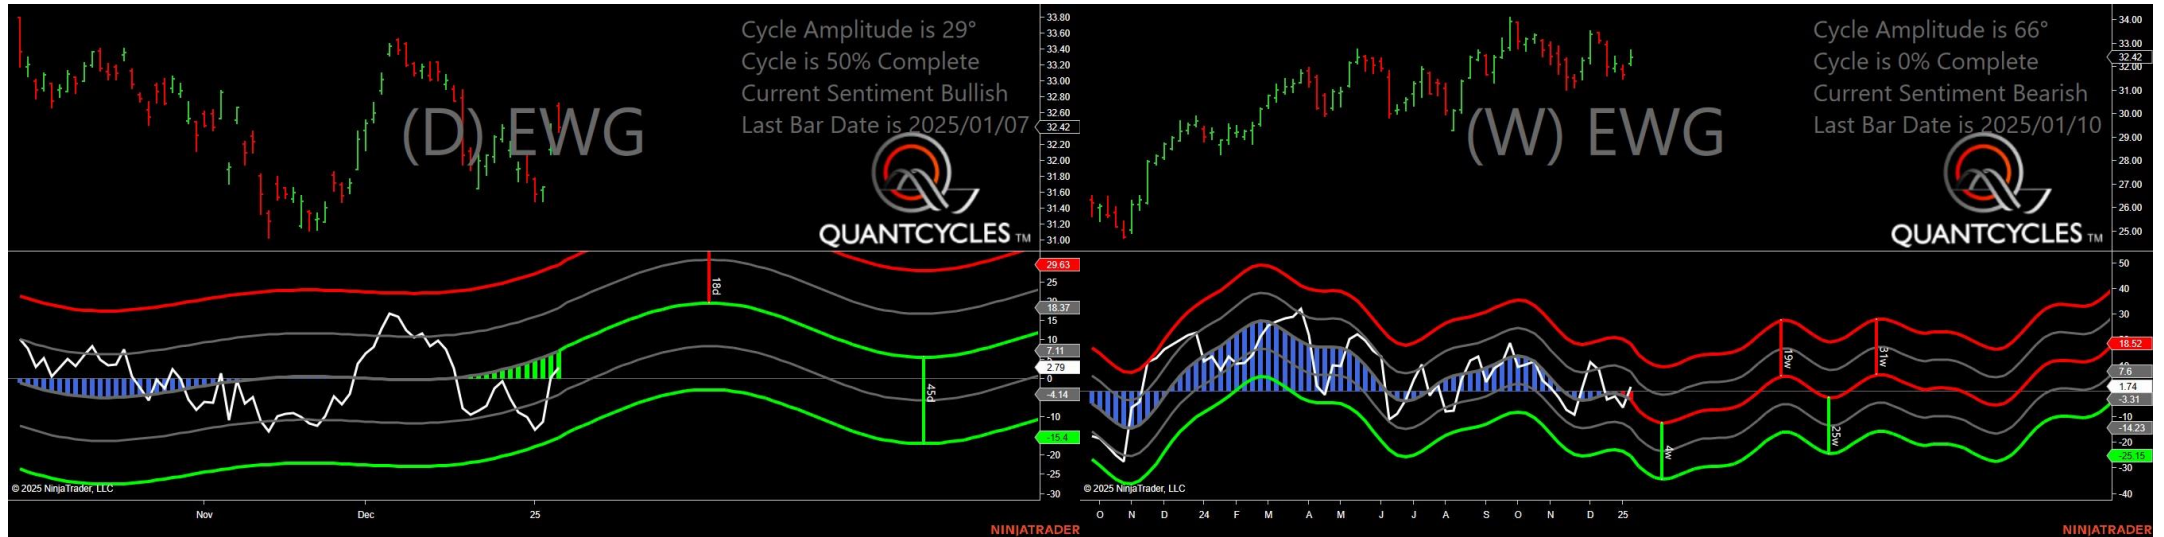 Cycle Amplitude is 29°
Cycle is 50% Complete
Current Sentiment Bullish
Last Bar Date is 2025/01/07
(D) EWG
QUANTCYCLES TM
33.80
33.60
33.40
33.20
33.00
32.80
32.60
32.42
32.20
32.00
31.80
31.60
31.40
31.20
31.00
18d
45d
29.63
25
18.37
15
10
7.11
2.79
0
-4.14
-10
-15.4
-20
-25
-30
© 2025 NinjaTrader, LLC
Nov
Dec
25
NINJATRADER
Cycle Amplitude is 66°
Cycle is 0% Complete
Current Sentiment Bearish
Last Bar Date is 2025/01/10
(W) EWG
QUANTCYCLES TM
34.00
33.00
32.42
32.00
31.00
30.00
29.00
28.00
27.00
26.00
25.00
4w
19w
25w
31w
50
40
30
18.52
7.6
1.74
-3.31
-10
-14.23
-20
-25.15
-30
-40
© 2025 NinjaTrader, LLC
O N D 24 F M A M J J A S O N D 25
NINJATRADER